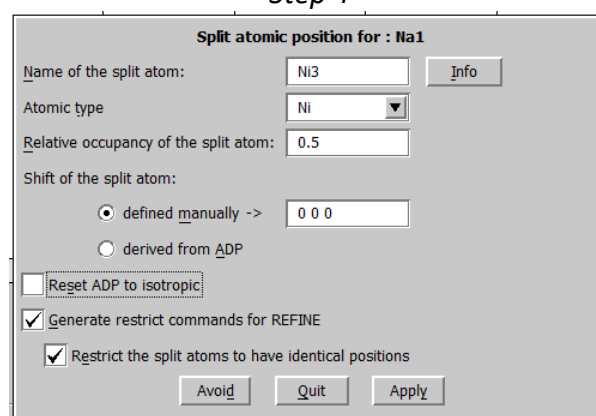 Step 4
Split atomic position for : Na1
Name of the split atom: Ni3 Info
Atomic type Ni
Relative occupancy of the split atom: 0.5
Shift of the split atom:
defined manually -> 0 0 0
derived from ADP
Reset ADP to isotropic
Generate restrict commands for REFINE
Restrict the split atoms to have identical positions
Avoid Quit Apply